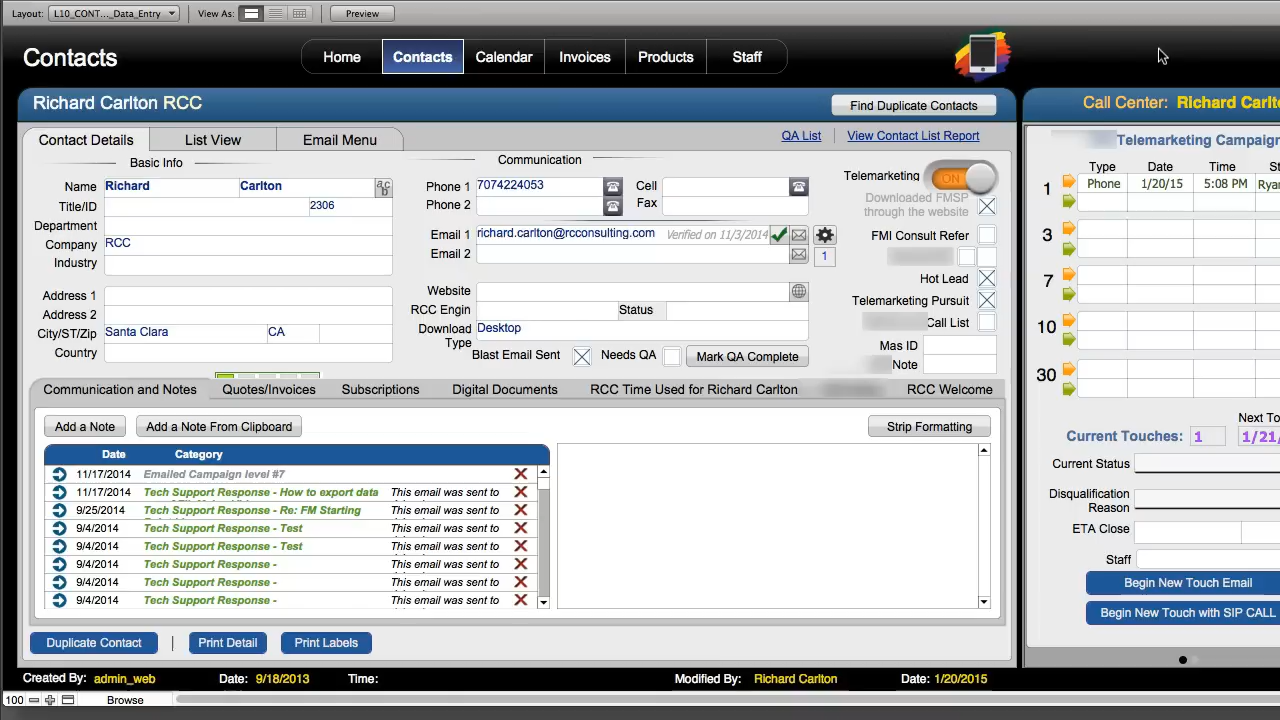 Layout: L10_CONT..._Data_Entry View As: Preview
Contacts Home Contacts Calendar Invoices Products Staff
Richard Carlton RCC Find Duplicate Contacts
Contact Details List View Email Menu QA List View Contact List Report
Basic Info
Name Richard Carlton
Title/ID 2306
Department
Company RCC
Industry
Address 1
Address 2
City/ST/Zip Santa Clara CA
Country
Communication
Phone 1 7074224053 Cell
Phone 2 Fax
Email 1 richard.carlton@rcconsulting.com Verified on 11/3/2014
Email 2 1
Website
RCC Engin Status
Download Type Desktop
Blast Email Sent Needs QA Mark QA Complete
Telemarketing ON
Downloaded FMSP
through the website
FMI Consult Refer
Hot Lead
Telemarketing Pursuit
Call List
Mas ID
Note
Communication and Notes Quotes/Invoices Subscriptions Digital Documents RCC Time Used for Richard Carlton RCC Welcome
Add a Note Add a Note From Clipboard Strip Formatting
Date Category
11/17/2014 Emailed Campaign level #7
11/17/2014 Tech Support Response - How to export data This email was sent to
9/25/2014 Tech Support Response - Re: FM Starting This email was sent to
9/4/2014 Tech Support Response - Test This email was sent to
9/4/2014 Tech Support Response - Test This email was sent to
9/4/2014 Tech Support Response - This email was sent to
9/4/2014 Tech Support Response - This email was sent to
9/4/2014 Tech Support Response - This email was sent to
Duplicate Contact | Print Detail Print Labels
Created By: admin_web Date: 9/18/2013 Time: Modified By: Richard Carlton Date: 1/20/2015
100 Browse
Call Center: Richard Carlt
Telemarketing Campaign
Type Date Time St
1 Phone 1/20/15 5:08 PM Ryan
3
7
10
30
Next To
Current Touches: 1 1/21/
Current Status
Disqualification
Reason
ETA Close
Staff
Begin New Touch Email
Begin New Touch with SIP CALL